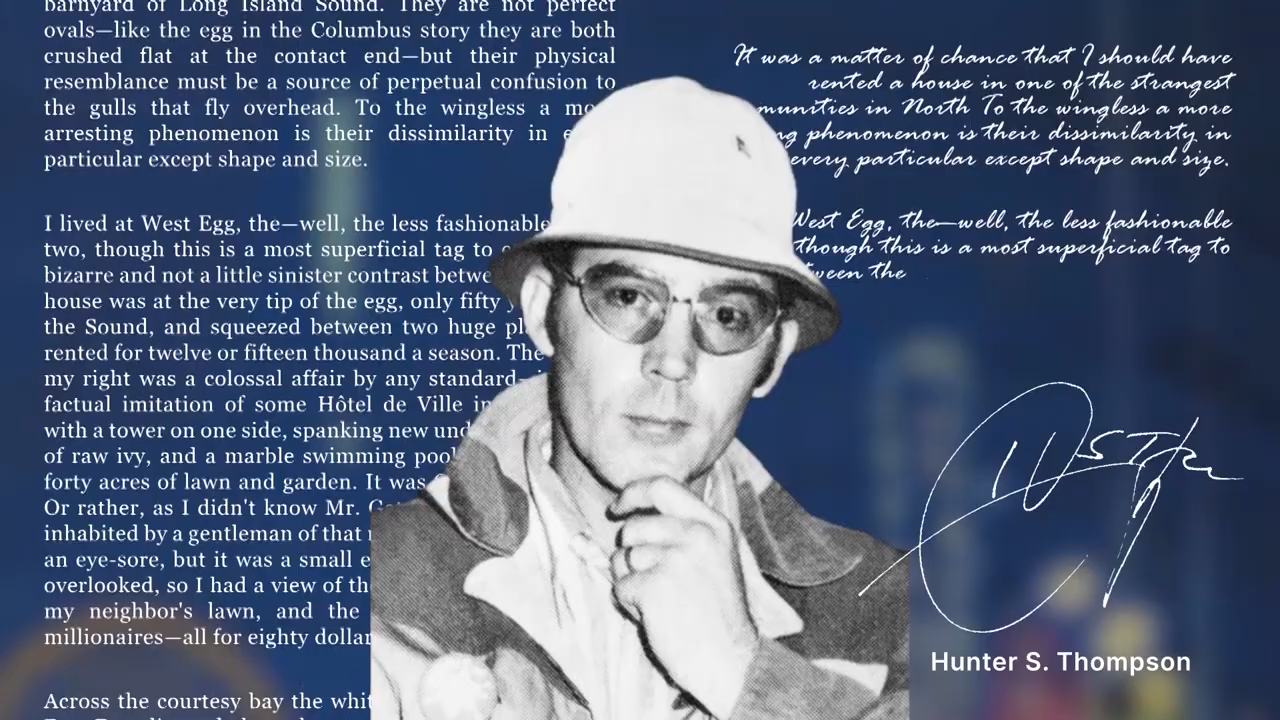 barnyard of Long Island Sound. They are not perfect
ovals—like the egg in the Columbus story they are both
crushed flat at the contact end—but their physical
resemblance must be a source of perpetual confusion to
the gulls that fly overhead. To the wingless a
arresting phenomenon is their dissimilarity in
particular except shape and size.
I lived at West Egg, the—well, the less fashionable
two, though this is a most superficial tag to
bizarre and not a little sinister contrast
house was at the very tip of the egg, only fifty
the Sound, and squeezed between two huge
rented for twelve or fifteen thousand a season. The
my right was a colossal affair by any standard—
factual imitation of some Hôtel de Ville in
with a tower on one side, spanking new
of raw ivy, and a marble swimming pool
forty acres of lawn and garden. It was
Or rather, as I didn't know Mr.
inhabited by a gentleman of that
an eye-sore, but it was a small
overlooked, so I had a view of
my neighbor's lawn, and the
millionaires—all for eighty
Across the courtesy bay the
It was a matter of chance that I should have
rented a house in one of the strangest
in North To the wingless a more
phenomenon is their dissimilarity in
every particular except shape and size.
West Egg, the—well, the less fashionable
though this is a most superficial tag to
the
Hunter S. Thompson